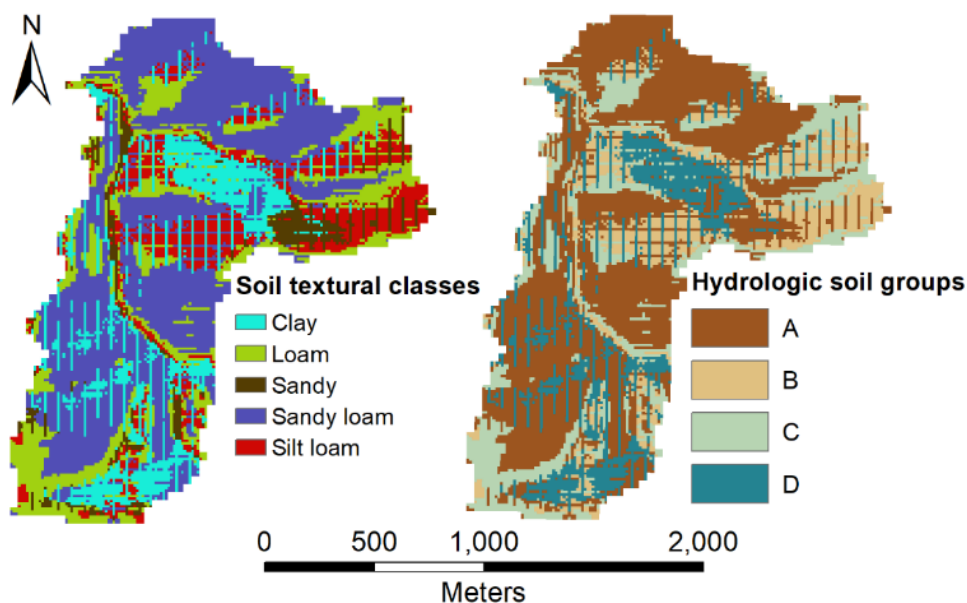 N
Soil textural classes
Clay
Loam
Sandy
Sandy loam
Silt loam
Hydrologic soil groups
A
B
C
D
0 500 1,000 2,000
Meters